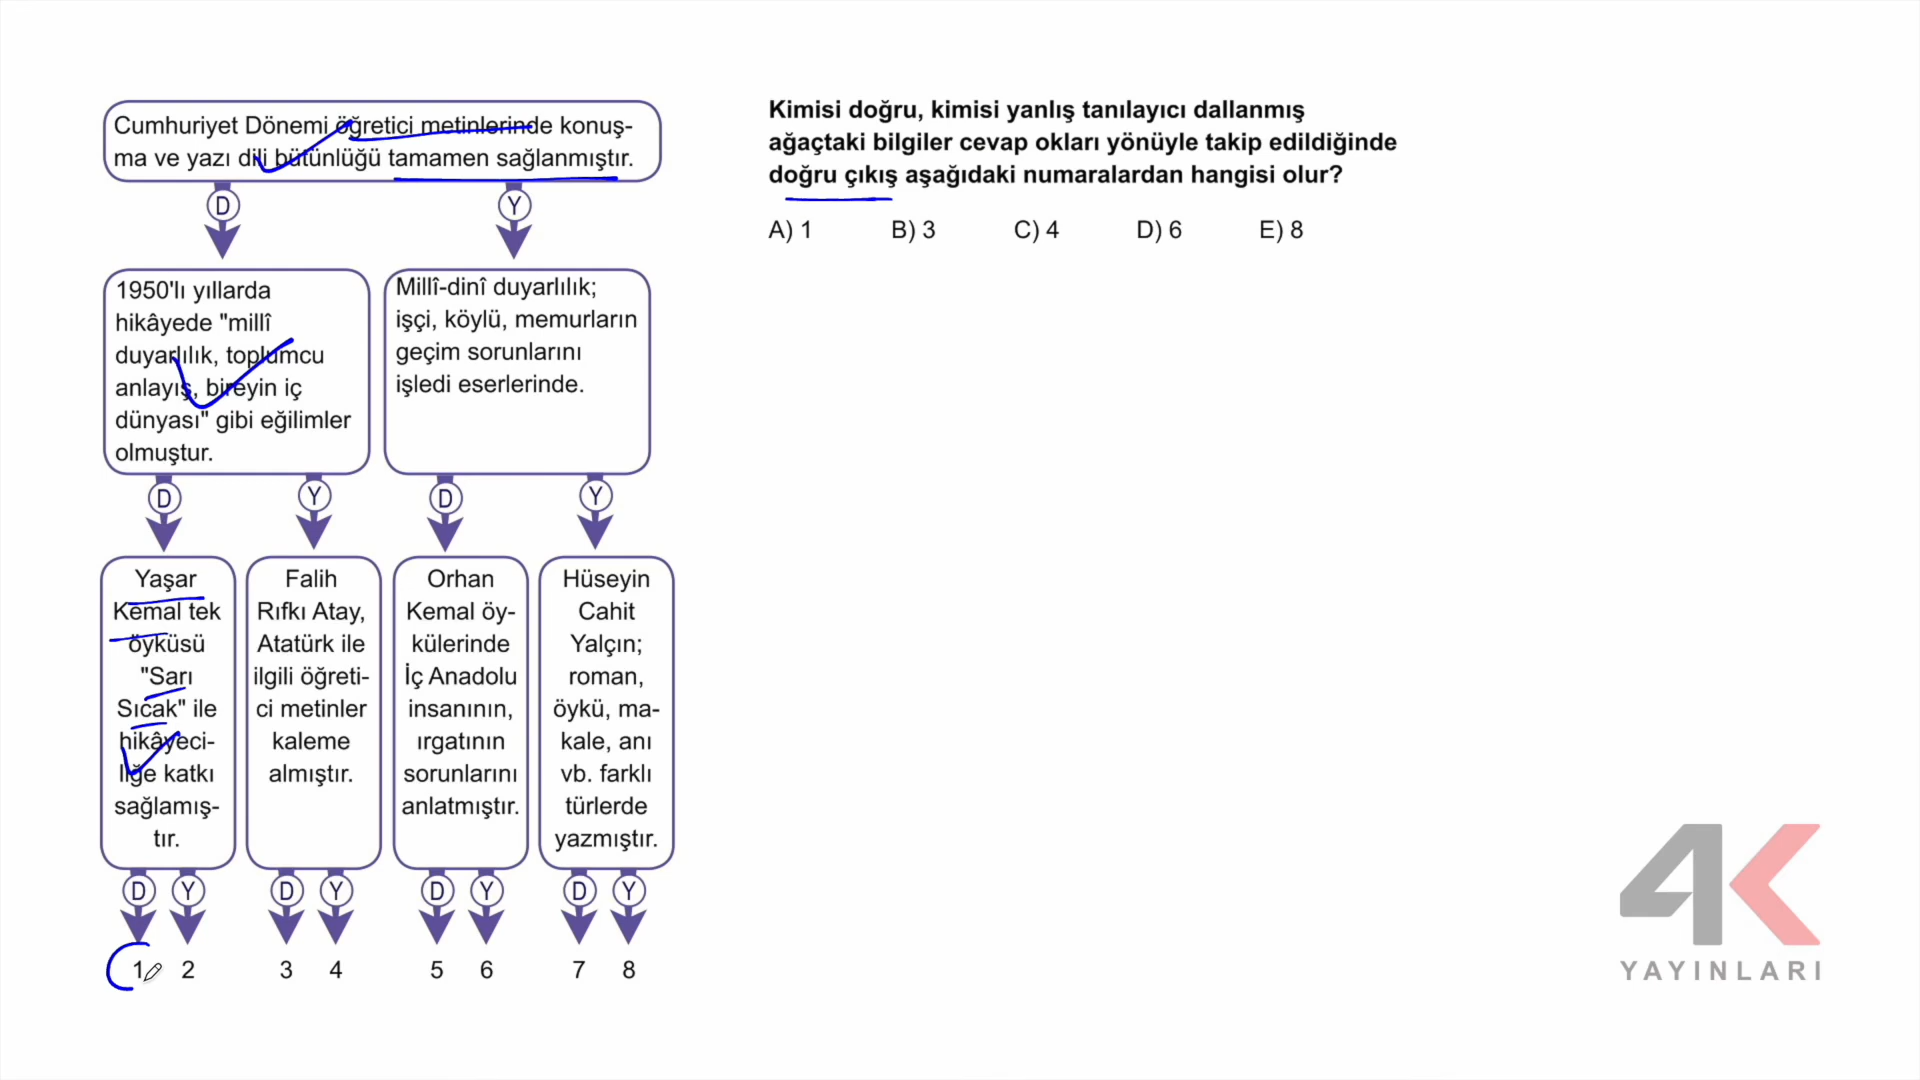 Cumhuriyet Dönemi öğretici metinlerinde konuş-
ma ve yazı dili bütünlüğü tamamen sağlanmıştır.
D
Y
1950'lı yıllarda
hikâyede "millî
duyarlılık, toplumcu
anlayış, bireyin iç
dünyası" gibi eğilimler
olmuştur.
Millî-dinî duyarlılık;
işçi, köylü, memurların
geçim sorunlarını
işledi eserlerinde.
D
Y
D
Y
Yaşar
Kemal tek
öyküsü
"Sarı
Sıcak" ile
hikâyeci-
liğe katkı
sağlamış-
tır.
Falih
Rıfkı Atay,
Atatürk ile
ilgili öğreti-
ci metinler
kaleme
almıştır.
Orhan
Kemal öy-
külerinde
İç Anadolu
insanının,
ırgatının
sorunlarını
anlatmıştır.
Hüseyin
Cahit
Yalçın;
roman,
öykü, ma-
kale, anı
vb. farklı
türlerde
yazmıştır.
D Y D Y D Y D Y
1 2 3 4 5 6 7 8
Kimisi doğru, kimisi yanlış tanılayıcı dallanmış
ağaçtaki bilgiler cevap okları yönüyle takip edildiğinde
doğru çıkış aşağıdaki numaralardan hangisi olur?
A) 1 B) 3 C) 4 D) 6 E) 8
4K
YAYINLARI